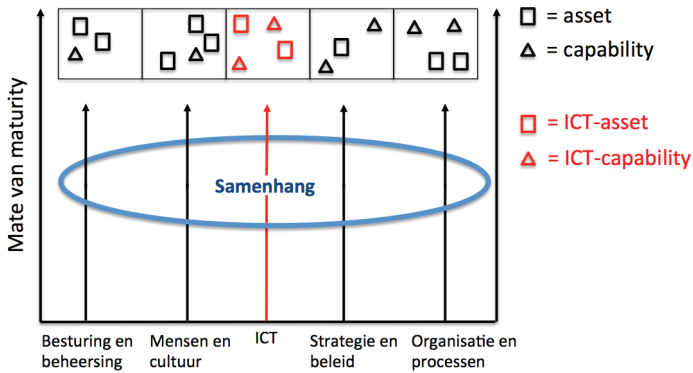 = asset
= capability
= ICT-asset
= ICT-capability
Mate van maturity
Samenhang
Besturing en
beheersing
Mensen en
cultuur
ICT
Strategie en
beleid
Organisatie en
processen